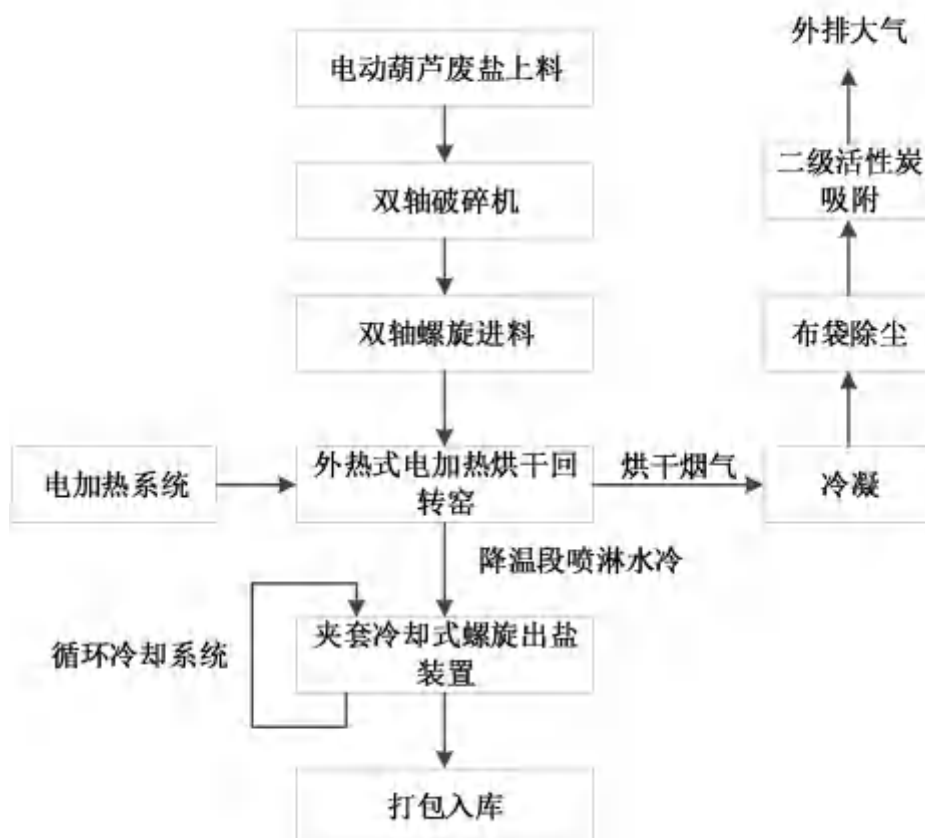 外排大气
电动葫芦废盐上料
二级活性炭
吸附
双轴破碎机
双轴螺旋进料
布袋除尘
电加热系统
外热式电加热烘干回
转窑
烘干烟气
冷凝
降温段喷淋水冷
循环冷却系统
夹套冷却式螺旋出盐
装置
打包入库